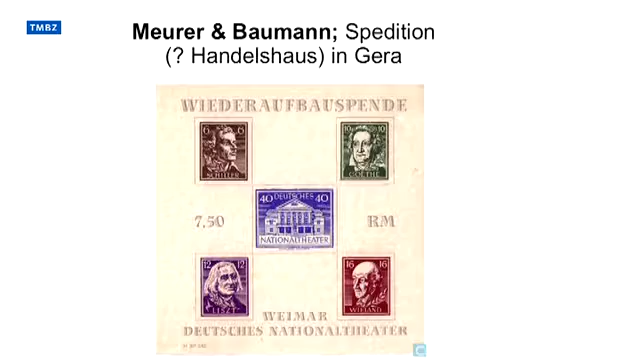 TMBZ
Meurer & Baumann; Spedition
(? Handelshaus) in Gera
WIEDERAUFBAUSPENDE
6 6
SCHILLER
10 10
GOETHE
40 DEUTSCHES 40
NATIONALTHEATER
7,50 RM
12 12
LISZT
16 16
WIELAND
WEIMAR
DEUTSCHES NATIONALTHEATER
C